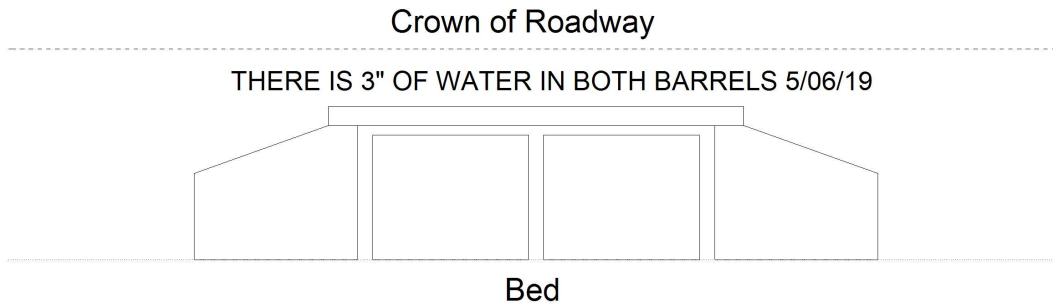 Crown of Roadway
THERE IS 3" OF WATER IN BOTH BARRELS 5/06/19
Bed